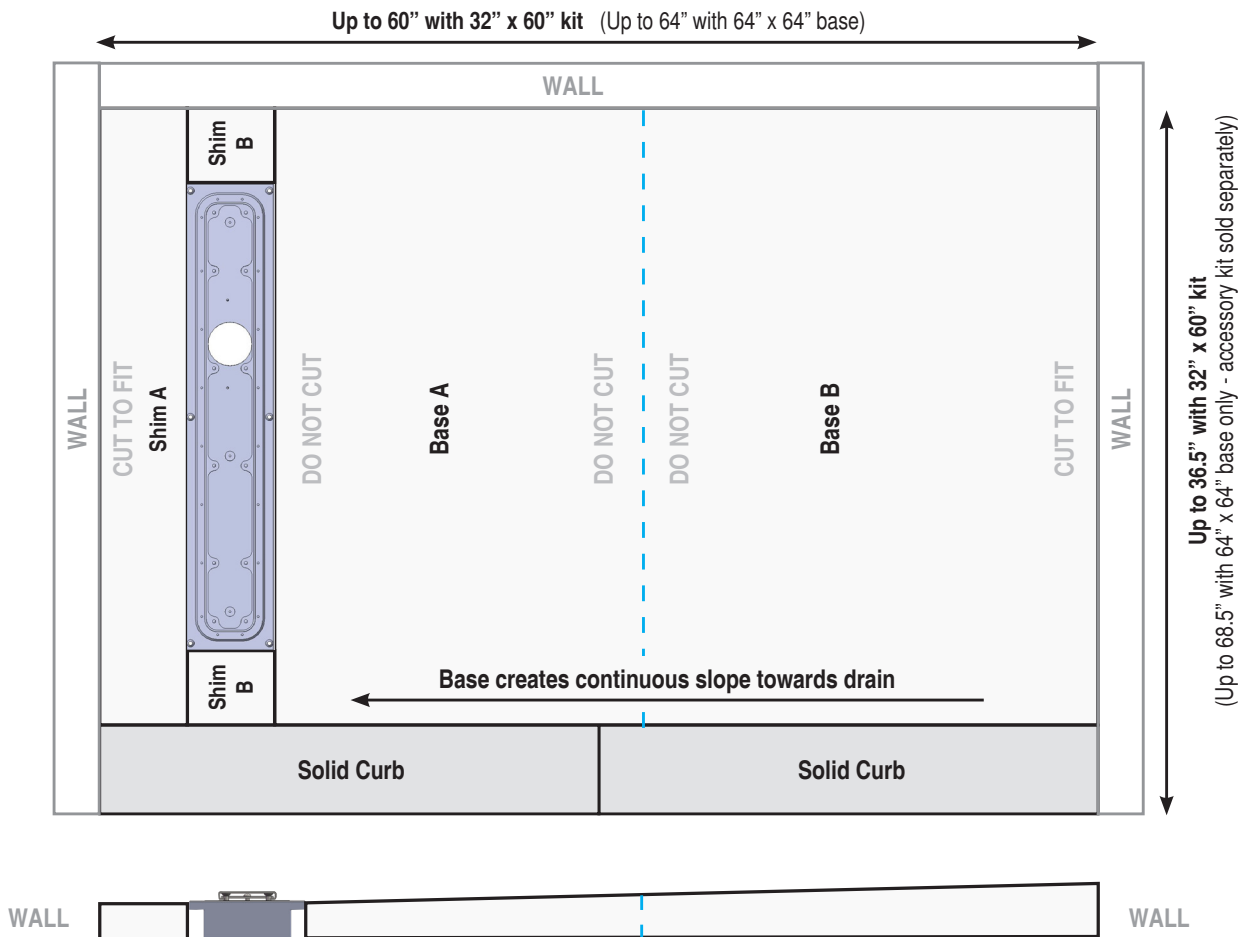 Up to 60” with 32” x 60” kit (Up to 64” with 64” x 64” base)
WALL
Shim
B
WALL
CUT TO FIT
Shim A
DO NOT CUT
Base A
DO NOT CUT
DO NOT CUT
Base B
CUT TO FIT
WALL
Up to 36.5” with 32” x 60” kit
(Up to 68.5” with 64” x 64” base only - accessory kit sold separately)
Shim
B
Base creates continuous slope towards drain
Solid Curb
Solid Curb
WALL
WALL